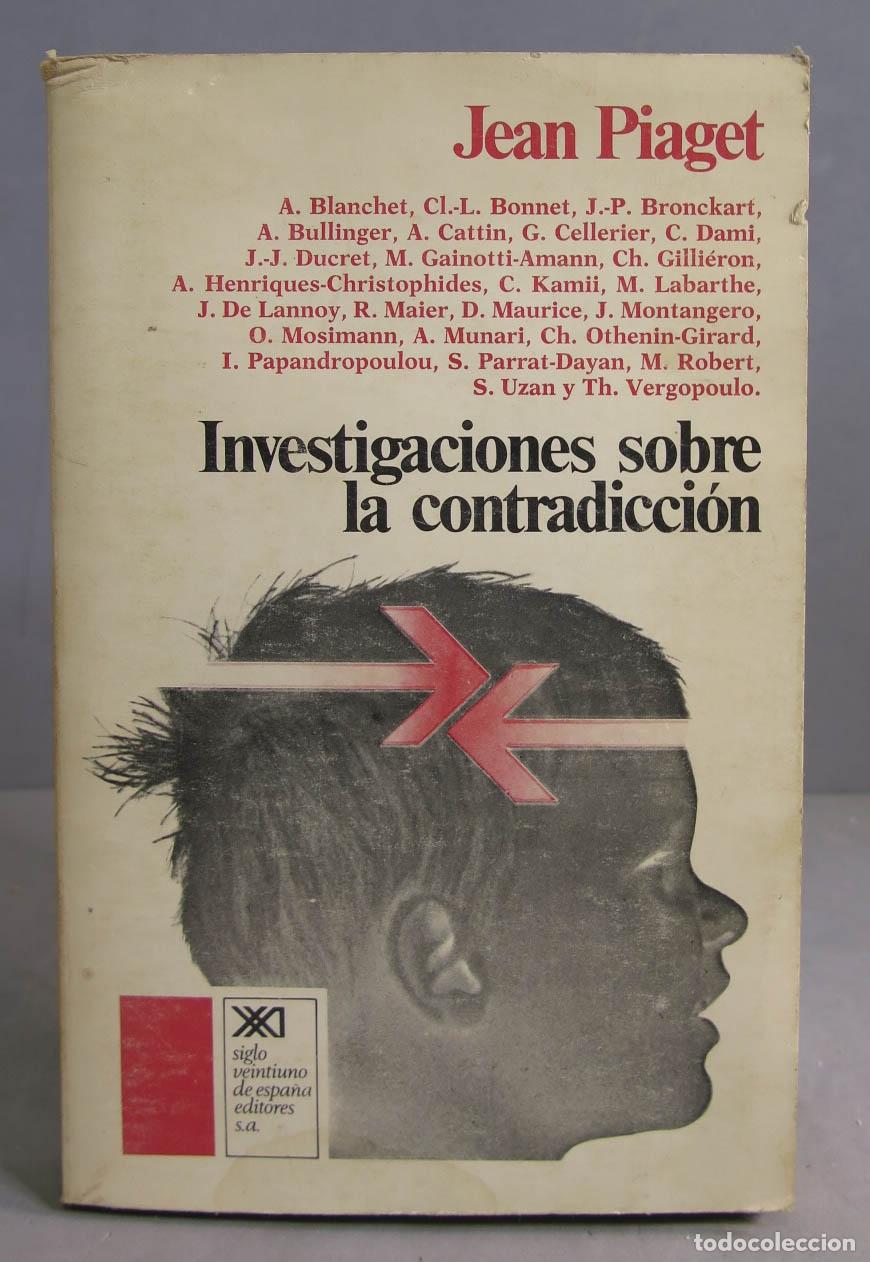 Jean Piaget
A. Blanchet, Cl.-L. Bonnet, J.-P. Bronckart,
A. Bullinger, A. Cattin, G. Cellerier, C. Dami,
J.-J. Ducret, M. Gainotti-Amann, Ch. Gilliéron,
A. Henriques-Christophides, C. Kamii, M. Labarthe,
J. De Lannoy, R. Maier, D. Maurice, J. Montangero,
O. Mosimann, A. Munari, Ch. Othenin-Girard,
I. Papandropoulou, S. Parrat-Dayan, M. Robert,
S. Uzan y Th. Vergopoulo.
Investigaciones sobre
la contradicción
XXI
siglo
veintiuno
de españa
editores
s.a.
todocoleccion